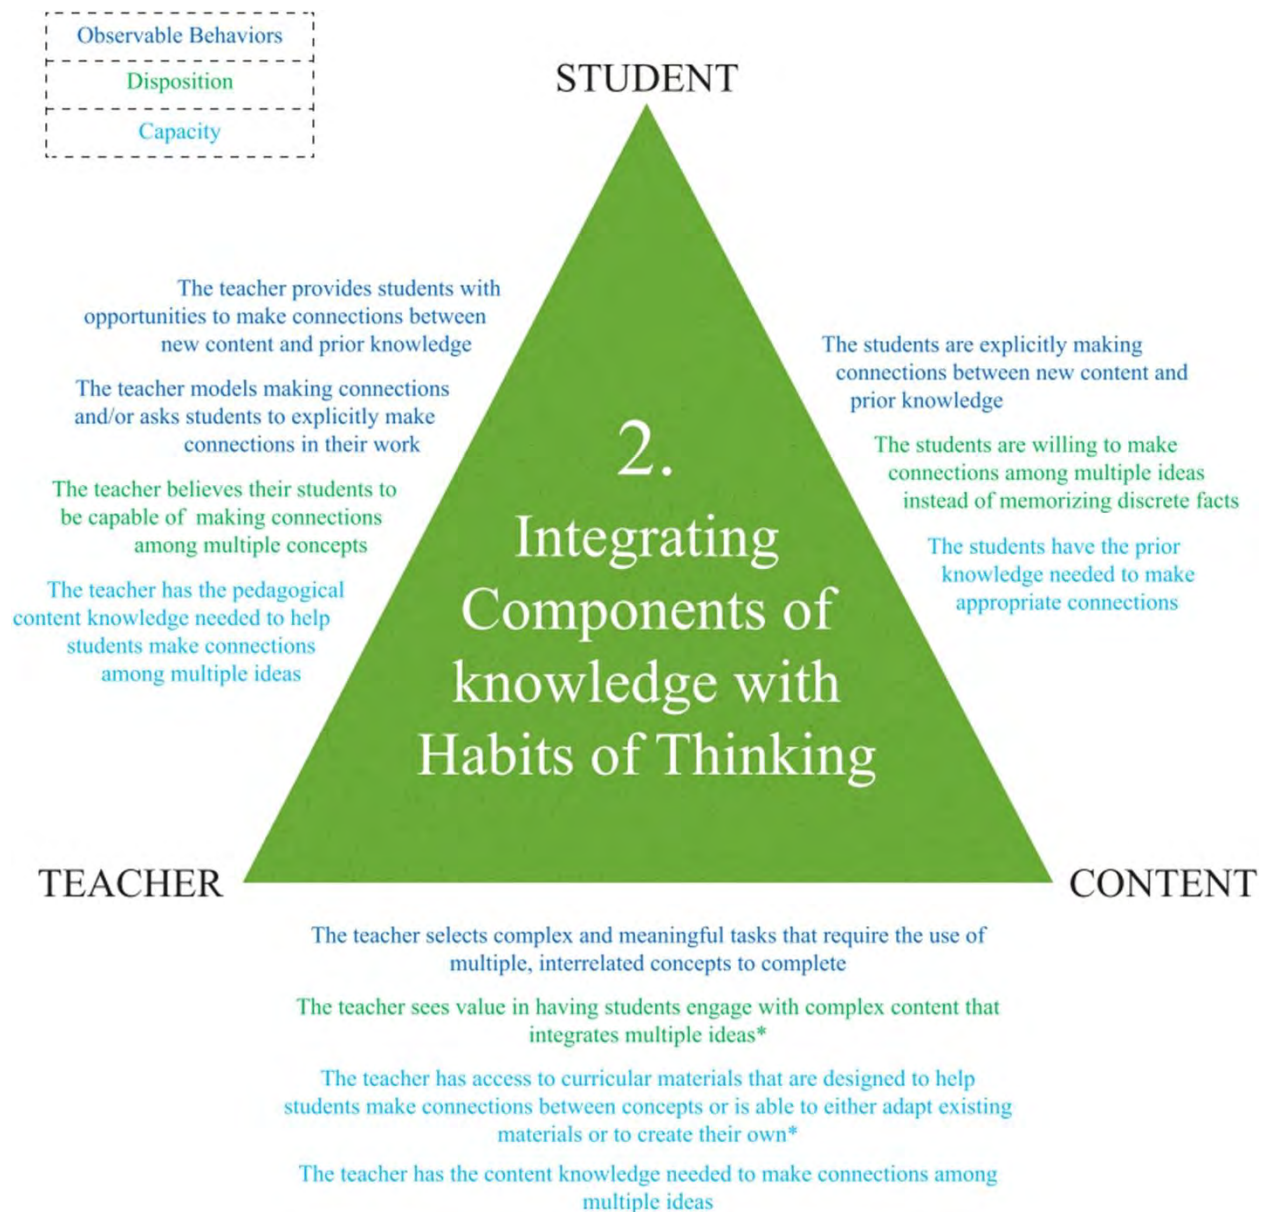 Observable Behaviors
Disposition
Capacity
STUDENT
The teacher provides students with
opportunities to make connections between
new content and prior knowledge
The teacher models making connections
and/or asks students to explicitly make
connections in their work
The teacher believes their students to
be capable of making connections
among multiple concepts
The teacher has the pedagogical
content knowledge needed to help
students make connections
among multiple ideas
The students are explicitly making
connections between new content and
prior knowledge
The students are willing to make
connections among multiple ideas
instead of memorizing discrete facts
The students have the prior
knowledge needed to make
appropriate connections
2.
Integrating
Components of
knowledge with
Habits of Thinking
TEACHER
CONTENT
The teacher selects complex and meaningful tasks that require the use of
multiple, interrelated concepts to complete
The teacher sees value in having students engage with complex content that
integrates multiple ideas*
The teacher has access to curricular materials that are designed to help
students make connections between concepts or is able to either adapt existing
materials or to create their own*
The teacher has the content knowledge needed to make connections among
multiple ideas